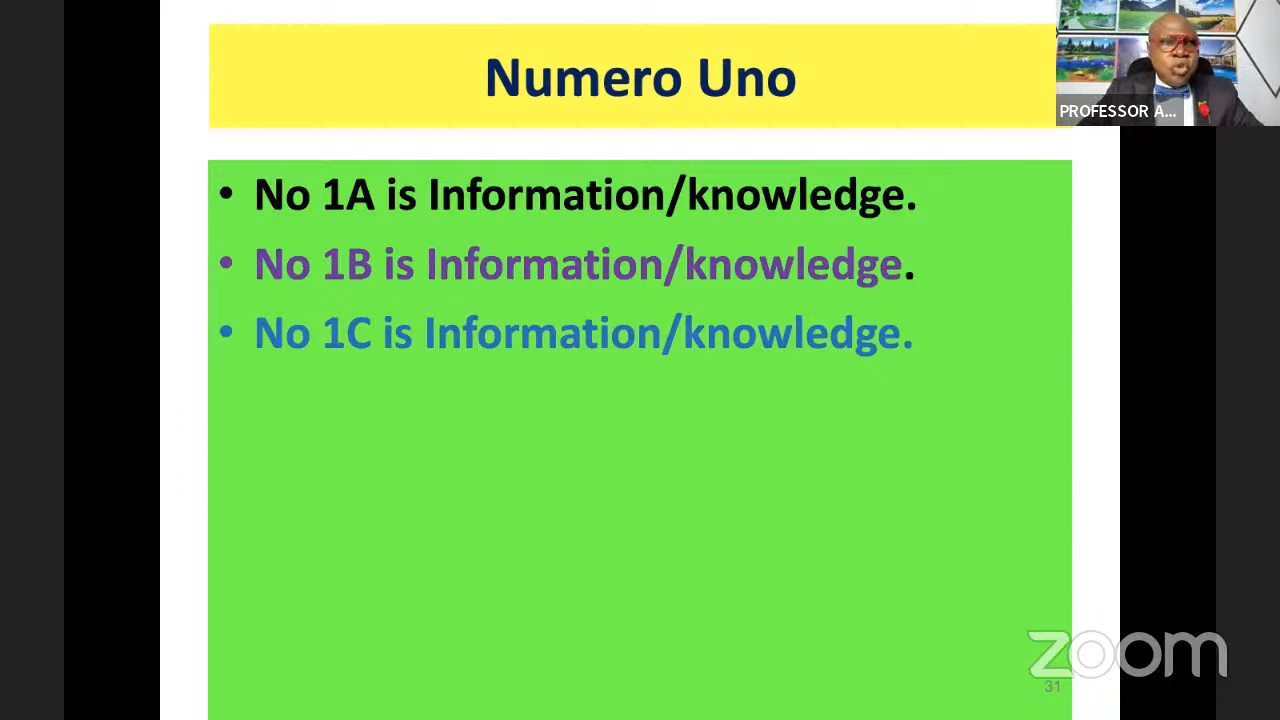 Numero Uno
PROFESSOR A...
• No 1A is Information/knowledge.
• No 1B is Information/knowledge.
• No 1C is Information/knowledge.
zoom
31